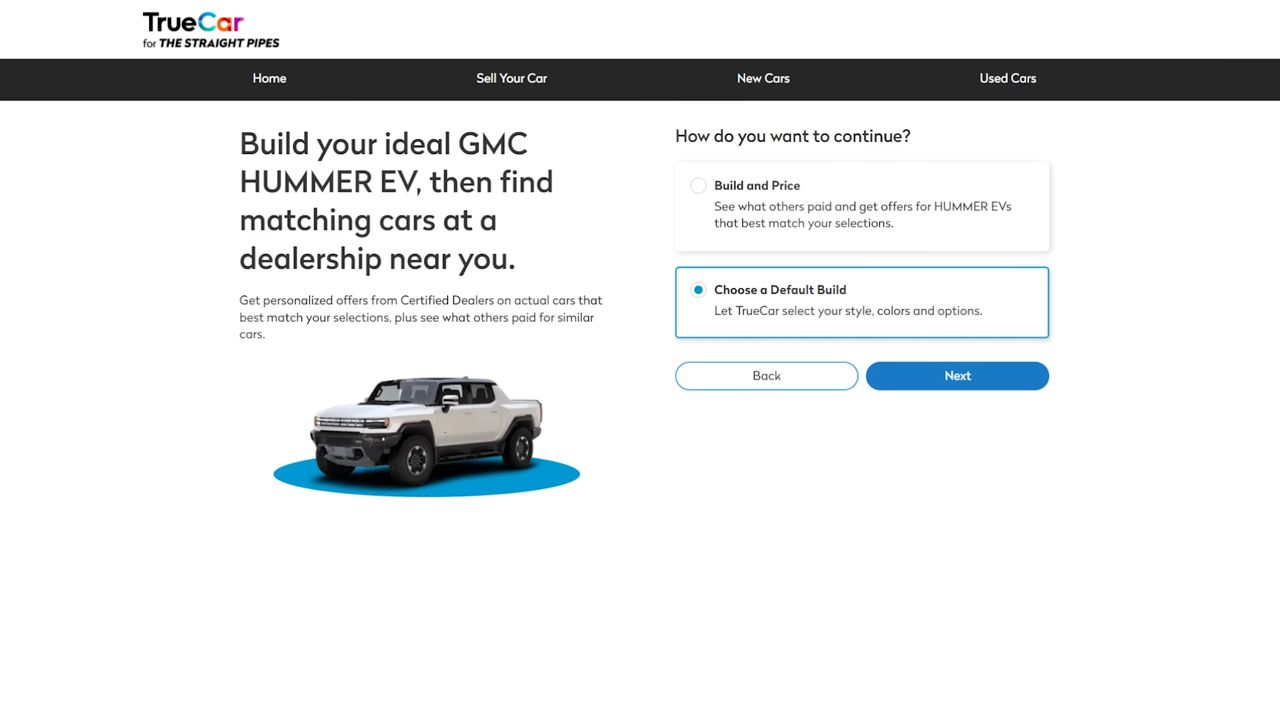 TrueCar
for THE STRAIGHT PIPES
Home
Sell Your Car
New Cars
Used Cars
Build your ideal GMC
HUMMER EV, then find
matching cars at a
dealership near you.
Get personalized offers from Certified Dealers on actual cars that
best match your selections, plus see what others paid for similar
cars.
How do you want to continue?
Build and Price
See what others paid and get offers for HUMMER EVs
that best match your selections.
Choose a Default Build
Let TrueCar select your style, colors and options.
Back
Next